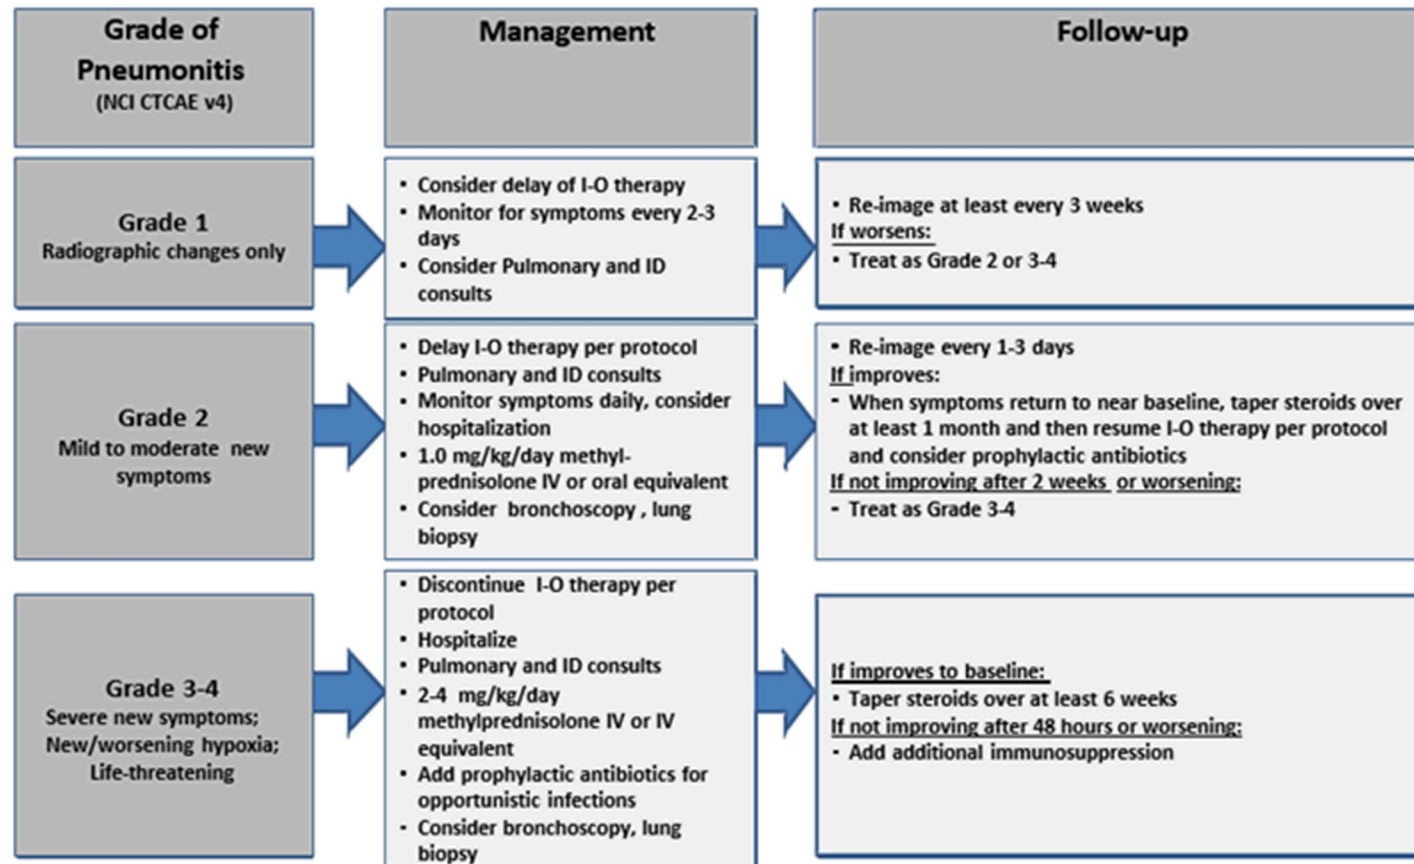 Grade of
Pneumonitis
(NCI CTCAE v4)
Management
Follow-up
Grade 1
Radiographic changes only
• Consider delay of I-O therapy
• Monitor for symptoms every 2-3
days
• Consider Pulmonary and ID
consults
• Re-image at least every 3 weeks
If worsens:
• Treat as Grade 2 or 3-4
Grade 2
Mild to moderate new
symptoms
• Delay I-O therapy per protocol
• Pulmonary and ID consults
• Monitor symptoms daily, consider
hospitalization
• 1.0 mg/kg/day methyl-
prednisolone IV or oral equivalent
• Consider bronchoscopy , lung
biopsy
• Re-image every 1-3 days
If improves:
- When symptoms return to near baseline, taper steroids over
at least 1 month and then resume I-O therapy per protocol
and consider prophylactic antibiotics
If not improving after 2 weeks or worsening:
- Treat as Grade 3-4
Grade 3-4
Severe new symptoms;
New/worsening hypoxia;
Life-threatening
• Discontinue I-O therapy per
protocol
• Hospitalize
• Pulmonary and ID consults
• 2-4 mg/kg/day
methylprednisolone IV or IV
equivalent
• Add prophylactic antibiotics for
opportunistic infections
- Consider bronchoscopy, lung
biopsy
If improves to baseline:
• Taper steroids over at least 6 weeks
If not improving after 48 hours or worsening:
- Add additional immunosuppression